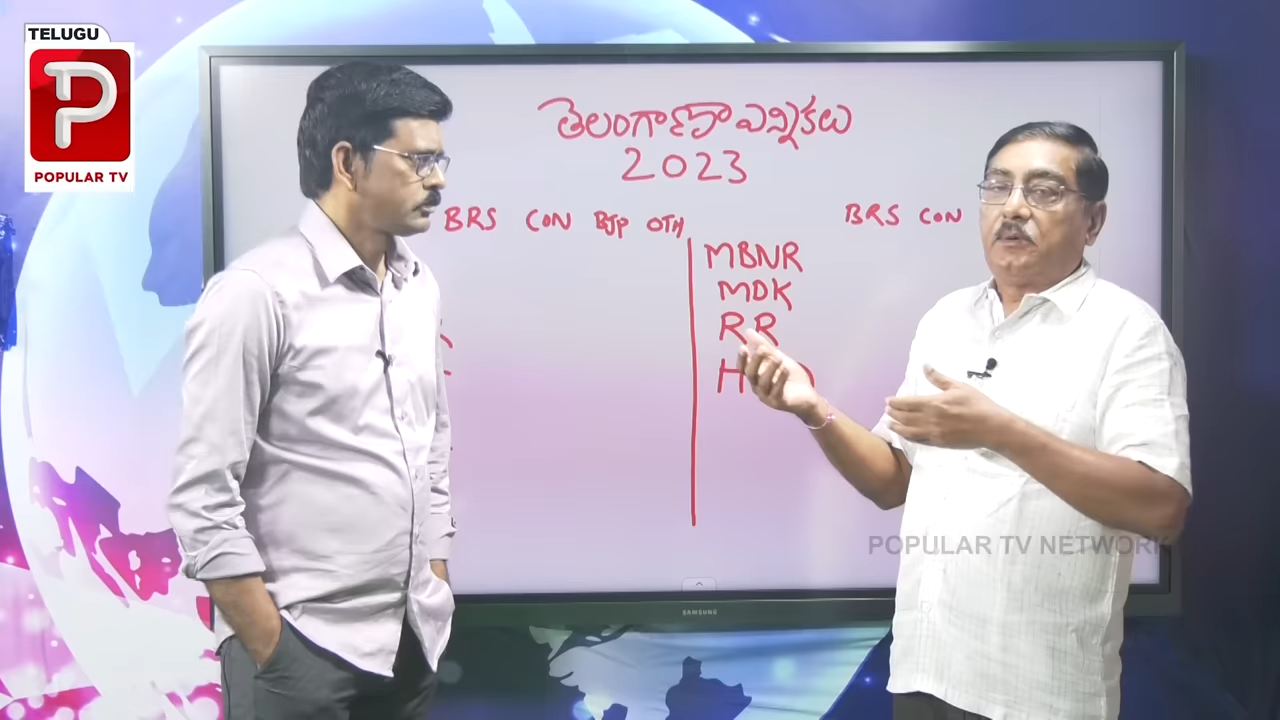 TELUGU
P
POPULAR TV
తెలంగాణా ఎన్నికలు
2023
BRS CON BJP OTH
BRS CON
MBNR
MDK
RR
POPULAR TV NETWORK
SAMSUNG